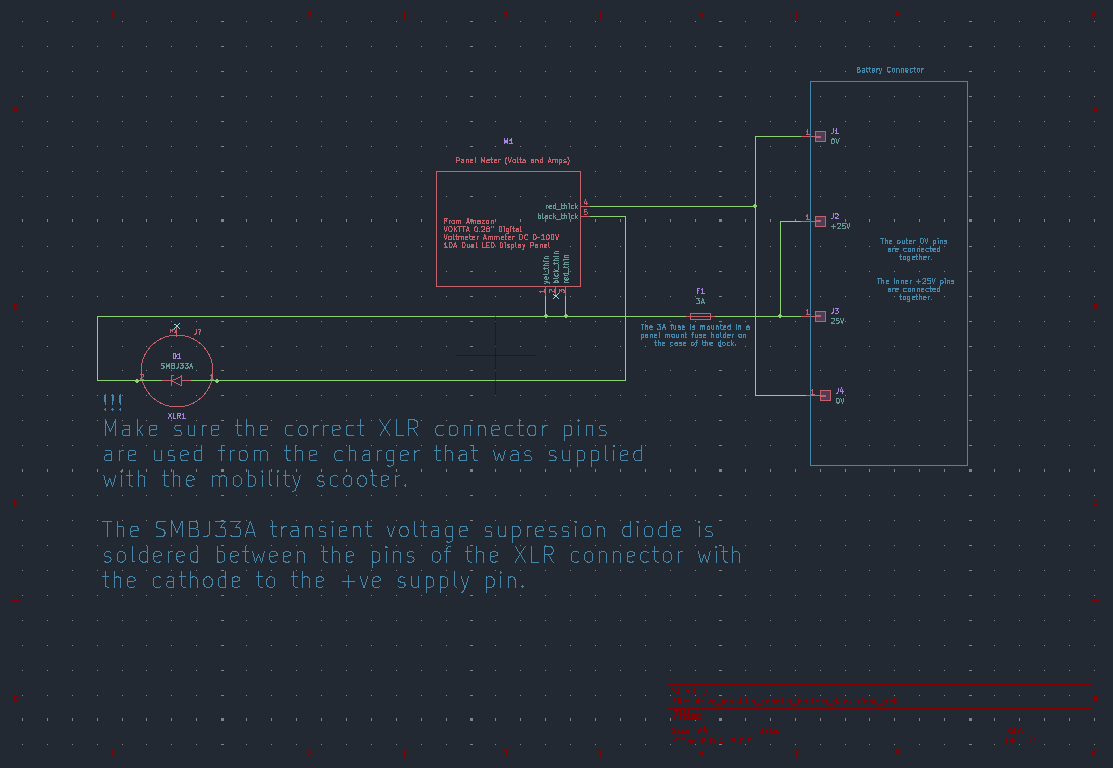 Battery Connector
J1
1
0V
M1
Panel Meter (Volts and Amps)
red_thick
4
black_thick
5
From Amazon
VOKITTA 0.28" Digital
Voltmeter Ammeter DC 0-100V
10A Dual LED Display Panel
yel_thin
blck_thin
red_thin
1
2
3
J2
1
+25V
The outer 0V pins
are connected
together.
The inner +25V pins
are connected
together.
F1
3A
J3
1
25V
The 3A fuse is mounted in a
panel mount fuse holder on
the case of the dock.
J?
D1
SMBJ33A
2
1
XLR1
J4
1
0V
!!!
Make sure the correct XLR connector pins
are used from the charger that was supplied
with the mobility scooter.
The SMBJ33A transient voltage supression diode is
soldered between the pins of the XLR connector with
the cathode to the +ve supply pin.